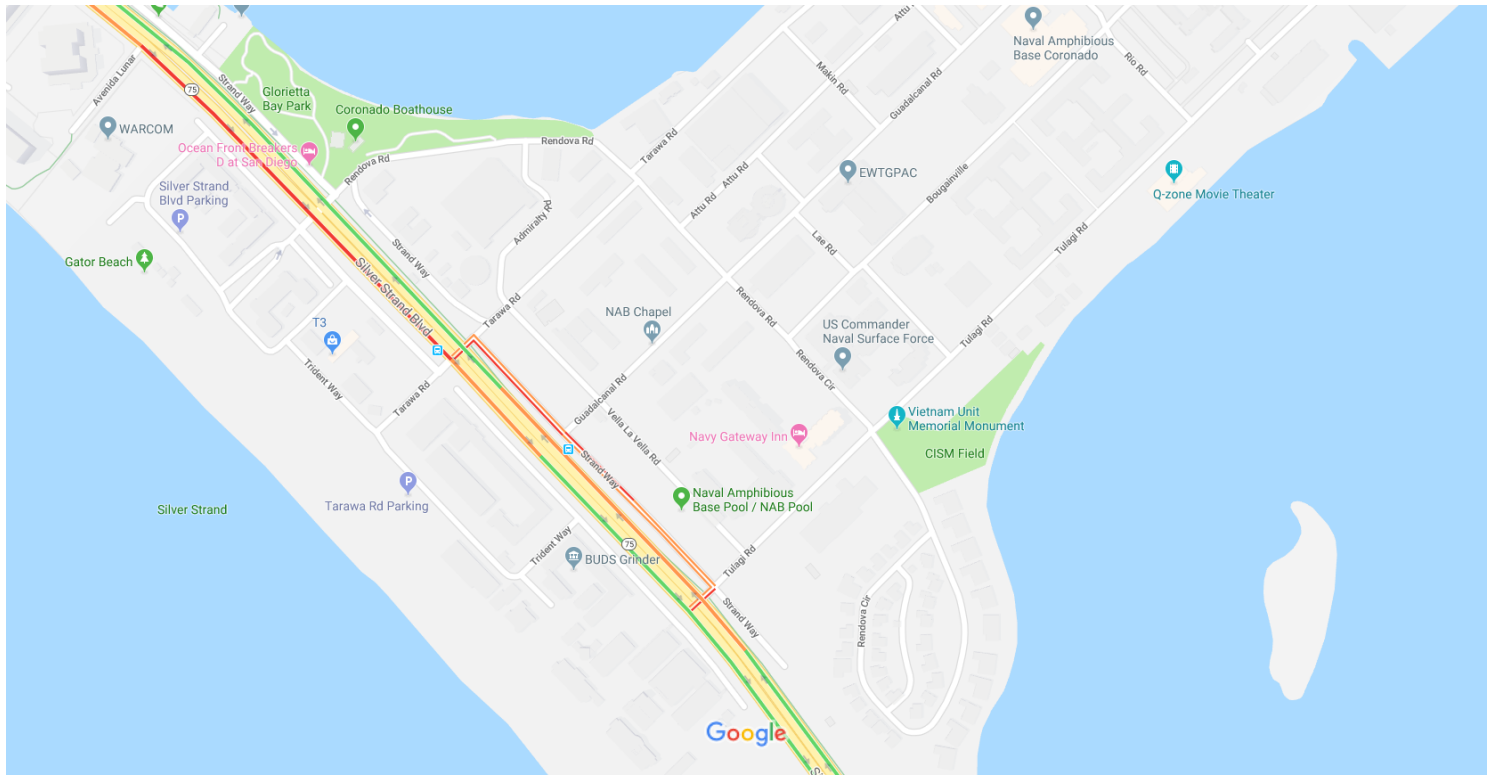 Attu Rd
Naval Amphibious
Base Coronado
Rio Rd
Makin Rd
Guadalcanal Rd
Avenida Lunar
75
Strand Way
Glorietta
Bay Park
Coronado Boathouse
WARCOM
Ocean Front Breakers
D at San Diego
Rendova Rd
Rendova Rd
Tarawa Rd
Attu Rd
Attu Rd
EWTGPAC
Bougainville
Q-zone Movie Theater
Silver Strand
Blvd Parking
P
Admiralty R
Lae Rd
Tulagi Rd
Strand Way
Gator Beach
Silver Strand Blvd
Rendova Rd
NAB Chapel
Tarawa Rd
US Commander
Naval Surface Force
Tulagi Rd
T3
Rendova Cir
Trident Way
Tarawa Rd
Guadalcanal Rd
Vella La Vella Rd
Navy Gateway Inn
Vietnam Unit
Memorial Monument
CISM Field
Strand Way
P
Tarawa Rd Parking
Naval Amphibious
Base Pool / NAB Pool
Silver Strand
Trident Way
75
BUDS Grinder
Tulagi Rd
Strand Way
Rendova Cir
Google